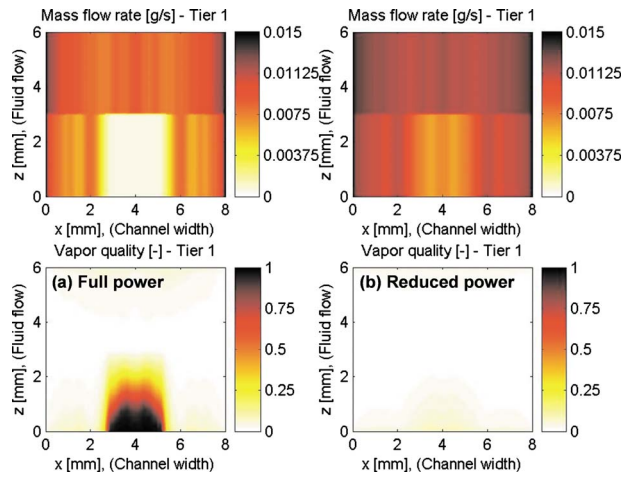 Mass flow rate [g/s] - Tier 1
6
4
2
0
z [mm], (Fluid flow)
0 2 4 6 8
x [mm], (Channel width)
0.015
0.01125
0.0075
0.00375
0
Mass flow rate [g/s] - Tier 1
6
4
2
0
z [mm], (Fluid flow)
0 2 4 6 8
x [mm], (Channel width)
0.015
0.01125
0.0075
0.00375
0
Vapor quality [-] - Tier 1
(a) Full power
6
4
2
0
z [mm], (Fluid flow)
0 2 4 6 8
x [mm], (Channel width)
1
0.75
0.5
0.25
0
Vapor quality [-] - Tier 1
(b) Reduced power
6
4
2
0
z [mm], (Fluid flow)
0 2 4 6 8
x [mm], (Channel width)
1
0.75
0.5
0.25
0